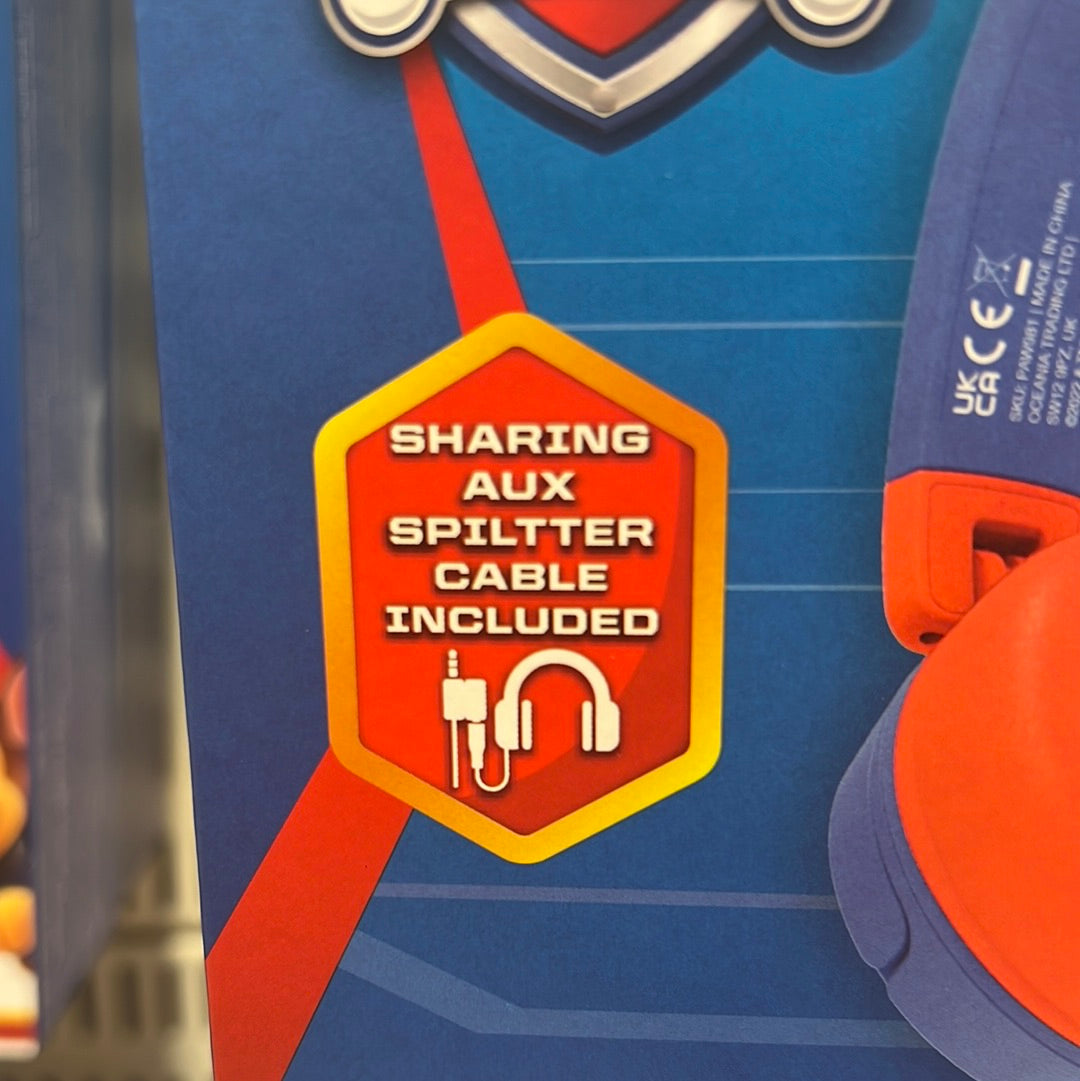 SHARING
AUX
SPILTTER
CABLE
INCLUDED
UK
CA CE
SKU: PAW981 | MADE IN CHINA
OCEANIA TRADING LTD |
SW12 9PZ, UK
©2022